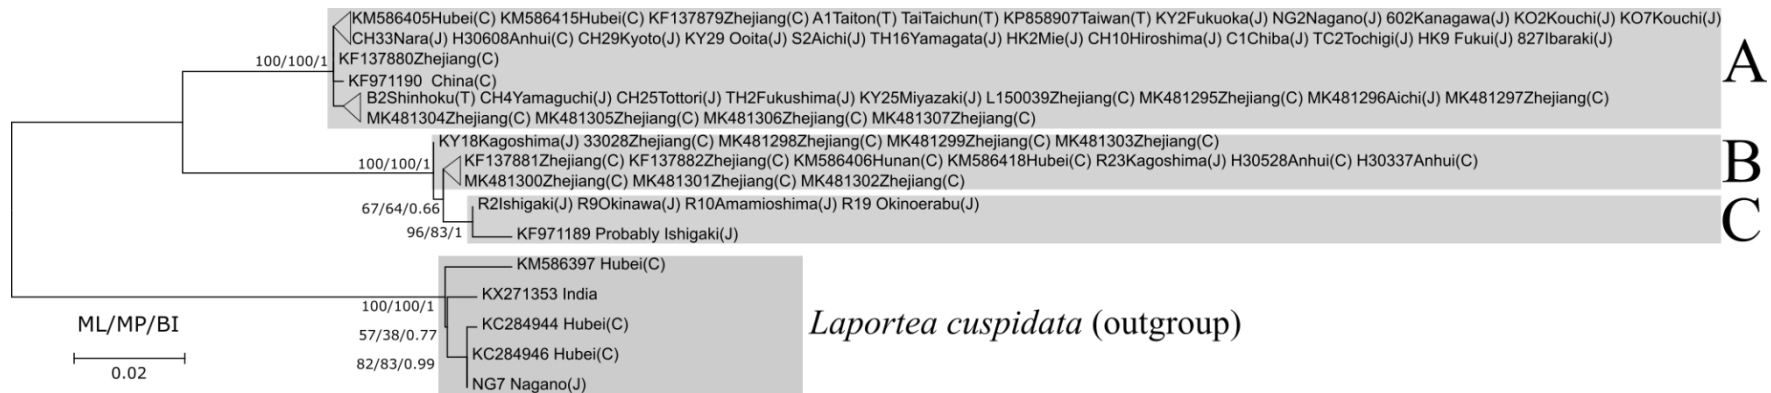 KM586405Hubei(C) KM586415Hubei(C) KF137879Zhejiang(C) A1Taiton(T) TaiTaichun(T) KP858907Taiwan(T) KY2Fukuoka(J) NG2Nagano(J) 602Kanagawa(J) KO2Kouchi(J) KO7Kouchi(J)
CH33Nara(J) H30608Anhui(C) CH29Kyoto(J) KY29 Ooita(J) S2Aichi(J) TH16Yamagata(J) HK2Mie(J) CH10Hiroshima(J) C1Chiba(J) TC2Tochigi(J) HK9 Fukui(J) 827Ibaraki(J)
100/100/1
KF137880Zhejiang(C)
KF971190 China(C)
B2Shinhoku(T) CH4Yamaguchi(J) CH25Tottori(J) TH2Fukushima(J) KY25Miyazaki(J) L150039Zhejiang(C) MK481295Zhejiang(C) MK481296Aichi(J) MK481297Zhejiang(C)
MK481304Zhejiang(C) MK481305Zhejiang(C) MK481306Zhejiang(C) MK481307Zhejiang(C)
A
KY18Kagoshima(J) 33028Zhejiang(C) MK481298Zhejiang(C) MK481299Zhejiang(C) MK481303Zhejiang(C)
100/100/1
KF137881Zhejiang(C) KF137882Zhejiang(C) KM586406Hunan(C) KM586418Hubei(C) R23Kagoshima(J) H30528Anhui(C) H30337Anhui(C)
MK481300Zhejiang(C) MK481301Zhejiang(C) MK481302Zhejiang(C)
B
67/64/0.66
R2Ishigaki(J) R9Okinawa(J) R10Amamioshima(J) R19 Okinoerabu(J)
96/83/1
KF971189 Probably Ishigaki(J)
C
KM586397 Hubei(C)
KX271353 India
100/100/1
KC284944 Hubei(C)
57/38/0.77
KC284946 Hubei(C)
82/83/0.99
NG7 Nagano(J)
Laportea cuspidata (outgroup)
ML/MP/BI
0.02